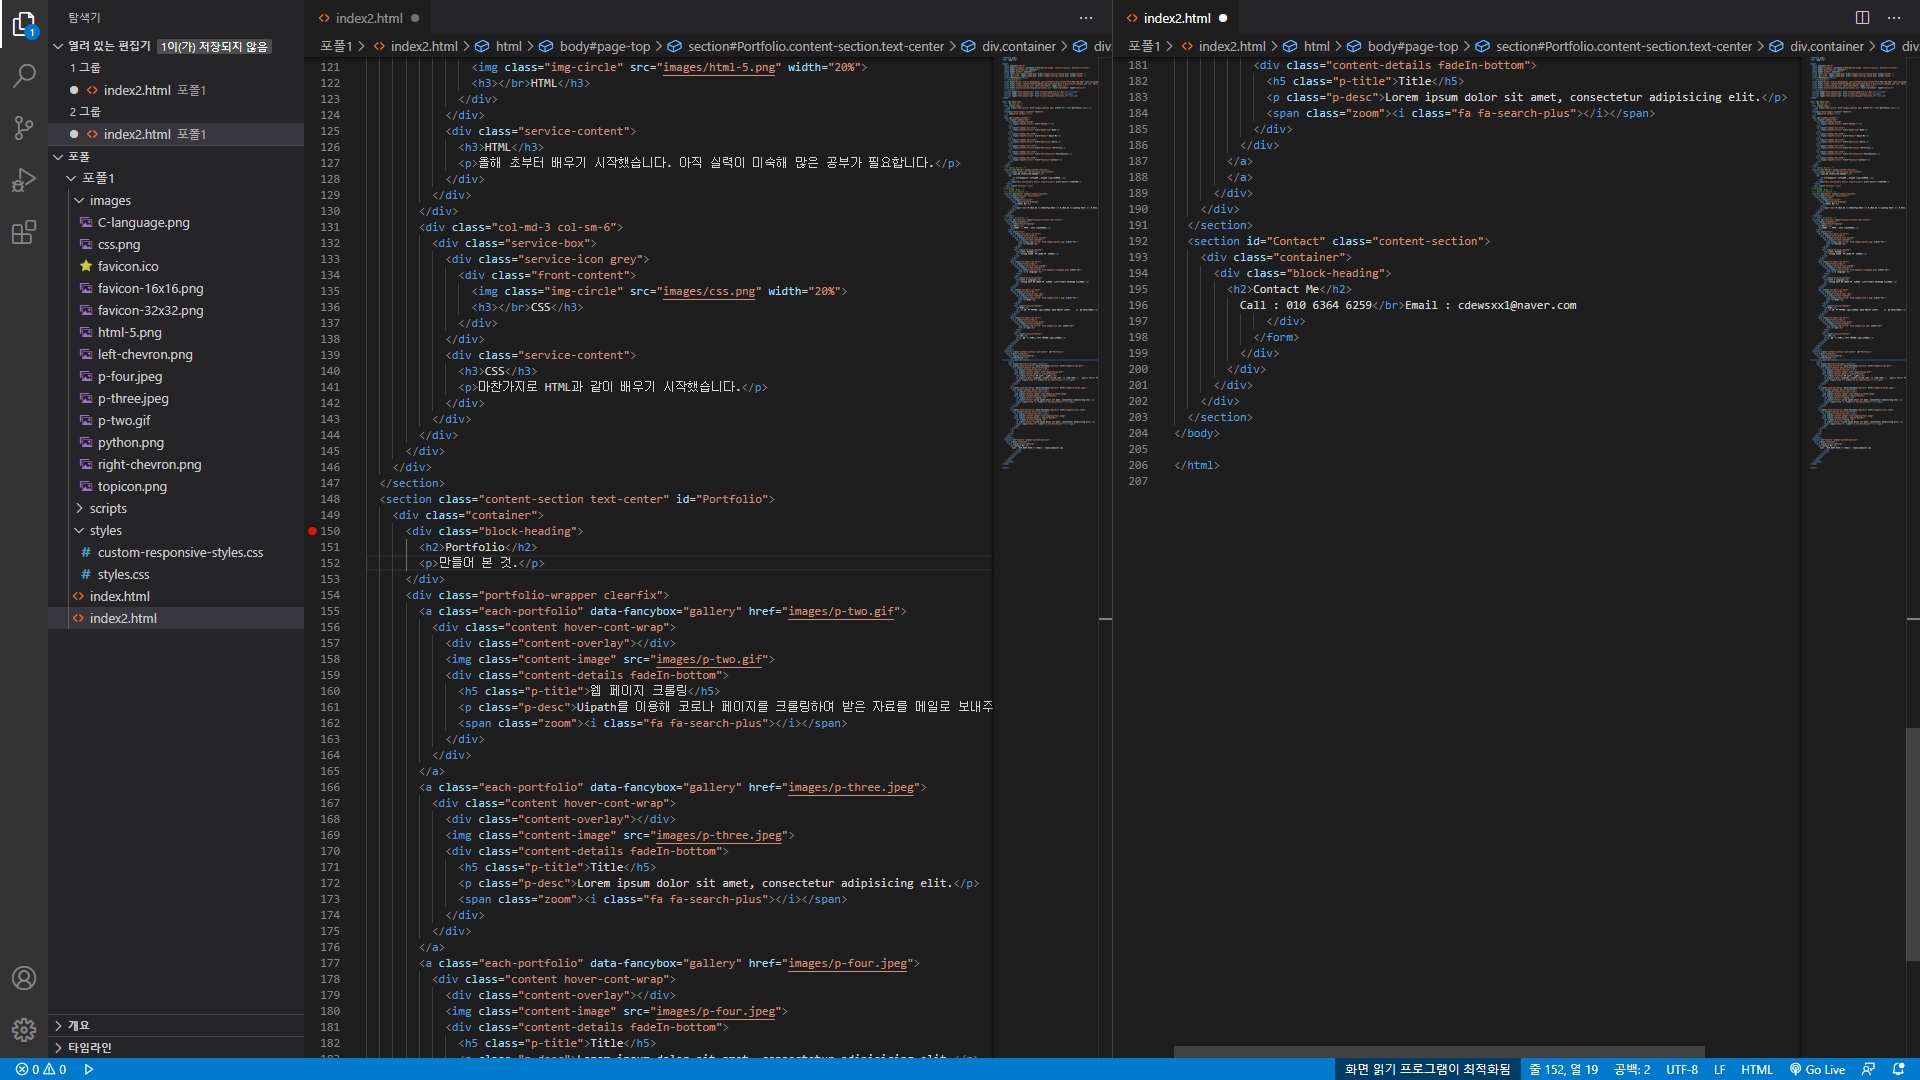 탐색기
열려 있는 편집기 1이(가) 저장되지 않음
1 그룹
index2.html 포폴1
2 그룹
index2.html 포폴1
포폴
포폴1
images
C-language.png
css.png
favicon.ico
favicon-16x16.png
favicon-32x32.png
html-5.png
left-chevron.png
p-four.jpeg
p-three.jpeg
p-two.gif
python.png
right-chevron.png
topicon.png
scripts
styles
custom-responsive-styles.css
styles.css
index.html
index2.html
개요
타임라인
index2.html
포폴1 > index2.html > html > body#page-top > section#Portfolio.content-section.text-center > div.container > div
121 <img class="img-circle" src="images/html-5.png" width="20%">
122 <h3></br>HTML</h3>
123 </div>
124 </div>
125 <div class="service-content">
126 <h3>HTML</h3>
127 <p>올해 초부터 배우기 시작했습니다. 아직 실력이 미숙해 많은 공부가 필요합니다.</p>
128 </div>
129 </div>
130 </div>
131 <div class="col-md-3 col-sm-6">
132 <div class="service-box">
133 <div class="service-icon grey">
134 <div class="front-content">
135 <img class="img-circle" src="images/css.png" width="20%">
136 <h3></br>CSS</h3>
137 </div>
138 </div>
139 <div class="service-content">
140 <h3>CSS</h3>
141 <p>마찬가지로 HTML과 같이 배우기 시작했습니다.</p>
142 </div>
143 </div>
144 </div>
145 </div>
146 </div>
147 </section>
148 <section class="content-section text-center" id="Portfolio">
149 <div class="container">
150 <div class="block-heading">
151 <h2>Portfolio</h2>
152 <p>만들어 본 것.</p>
153 </div>
154 <div class="portfolio-wrapper clearfix">
155 <a class="each-portfolio" data-fancybox="gallery" href="images/p-two.gif">
156 <div class="content hover-cont-wrap">
157 <div class="content-overlay"></div>
158 <img class="content-image" src="images/p-two.gif">
159 <div class="content-details fadeIn-bottom">
160 <h5 class="p-title">웹 페이지 크롤링</h5>
161 <p class="p-desc">Uipath를 이용해 코로나 페이지를 크롤링하여 받은 자료를 메일로 보내주
162 <span class="zoom"><i class="fa fa-search-plus"></i></span>
163 </div>
164 </div>
165 </a>
166 <a class="each-portfolio" data-fancybox="gallery" href="images/p-three.jpeg">
167 <div class="content hover-cont-wrap">
168 <div class="content-overlay"></div>
169 <img class="content-image" src="images/p-three.jpeg">
170 <div class="content-details fadeIn-bottom">
171 <h5 class="p-title">Title</h5>
172 <p class="p-desc">Lorem ipsum dolor sit amet, consectetur adipisicing elit.</p>
173 <span class="zoom"><i class="fa fa-search-plus"></i></span>
174 </div>
175 </div>
176 </a>
177 <a class="each-portfolio" data-fancybox="gallery" href="images/p-four.jpeg">
178 <div class="content hover-cont-wrap">
179 <div class="content-overlay"></div>
180 <img class="content-image" src="images/p-four.jpeg">
181 <div class="content-details fadeIn-bottom">
182 <h5 class="p-title">Title</h5>
index2.html
포폴1 > index2.html > html > body#page-top > section#Portfolio.content-section.text-center > div.container > div
181 <div class="content-details fadeIn-bottom">
182 <h5 class="p-title">Title</h5>
183 <p class="p-desc">Lorem ipsum dolor sit amet, consectetur adipisicing elit.</p>
184 <span class="zoom"><i class="fa fa-search-plus"></i></span>
185 </div>
186 </div>
187 </a>
188 </a>
189 </div>
190 </div>
191 </section>
192 <section id="Contact" class="content-section">
193 <div class="container">
194 <div class="block-heading">
195 <h2>Contact Me</h2>
196 Call : 010 6364 6259</br>Email : cdewsxx1@naver.com
197 </div>
198 </form>
199 </div>
200 </div>
201 </div>
202 </div>
203 </section>
204 </body>
205
206 </html>
207
0 0
화면 읽기 프로그램이 최적화됨 줄 152, 열 19 공백: 2 UTF-8 LF HTML Go Live